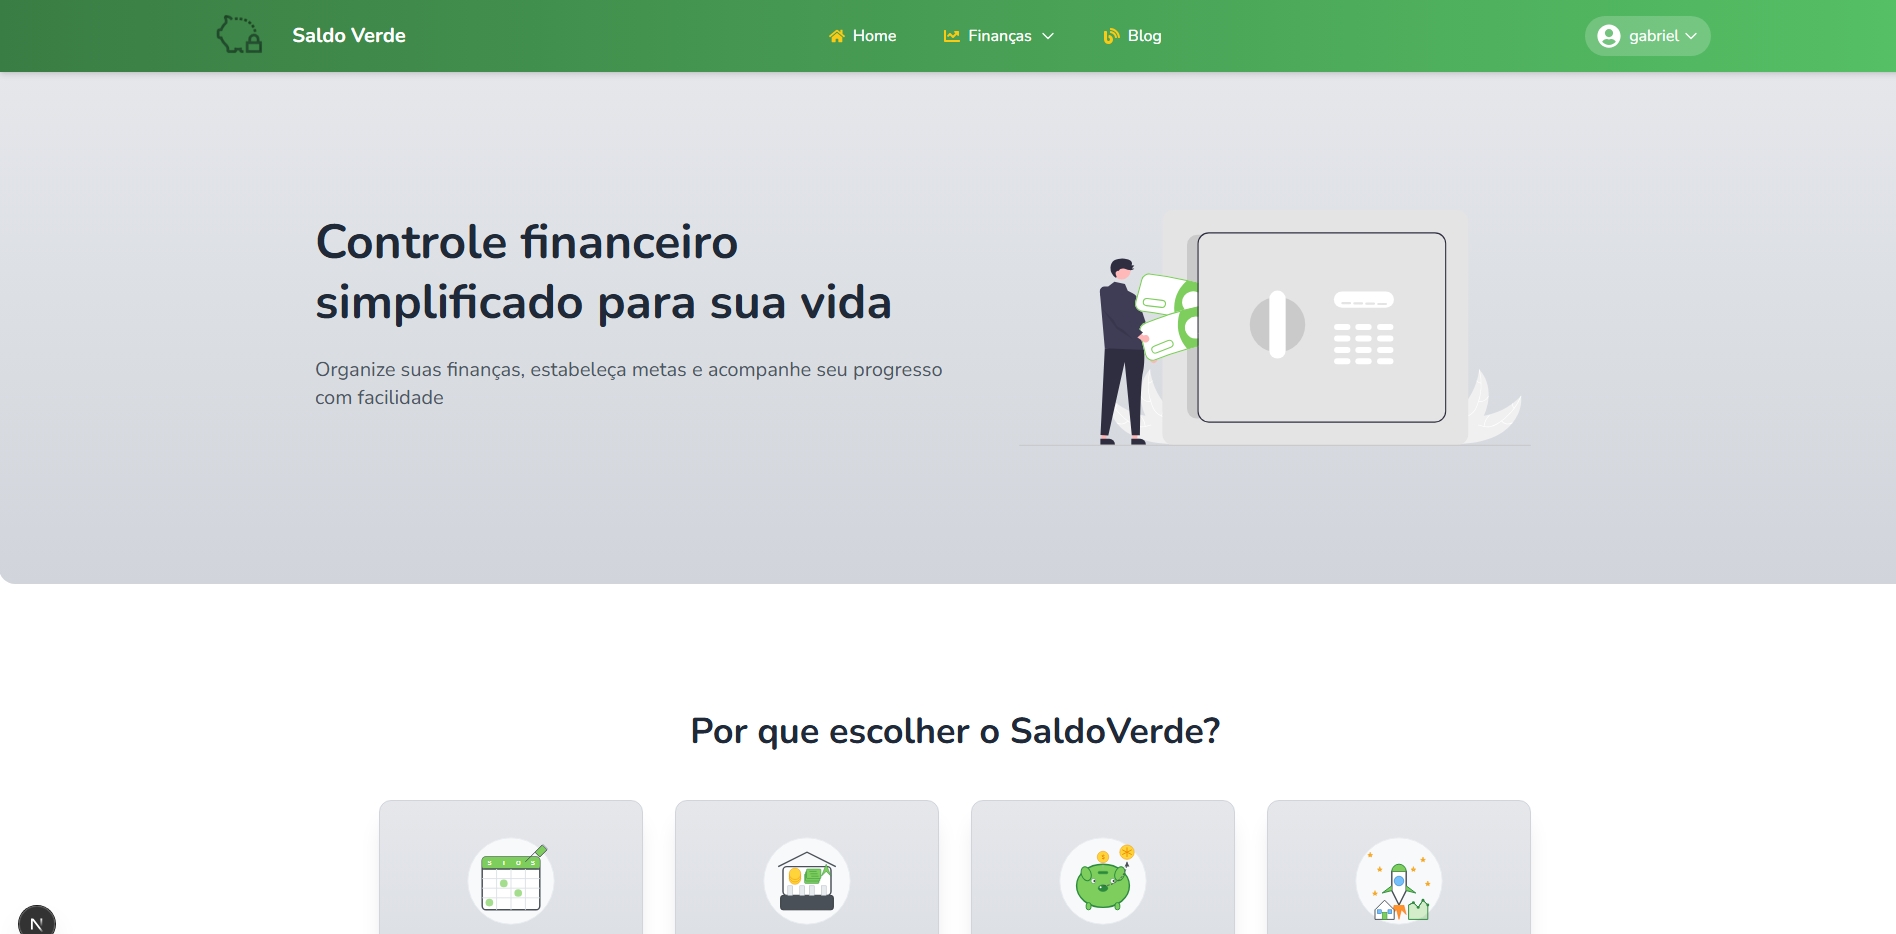 Saldo Verde
Home
Finanças
Blog
gabriel
Controle financeiro
simplificado para sua vida
Organize suas finanças, estabeleça metas e acompanhe seu progresso
com facilidade
Por que escolher o SaldoVerde?
S I O S
N